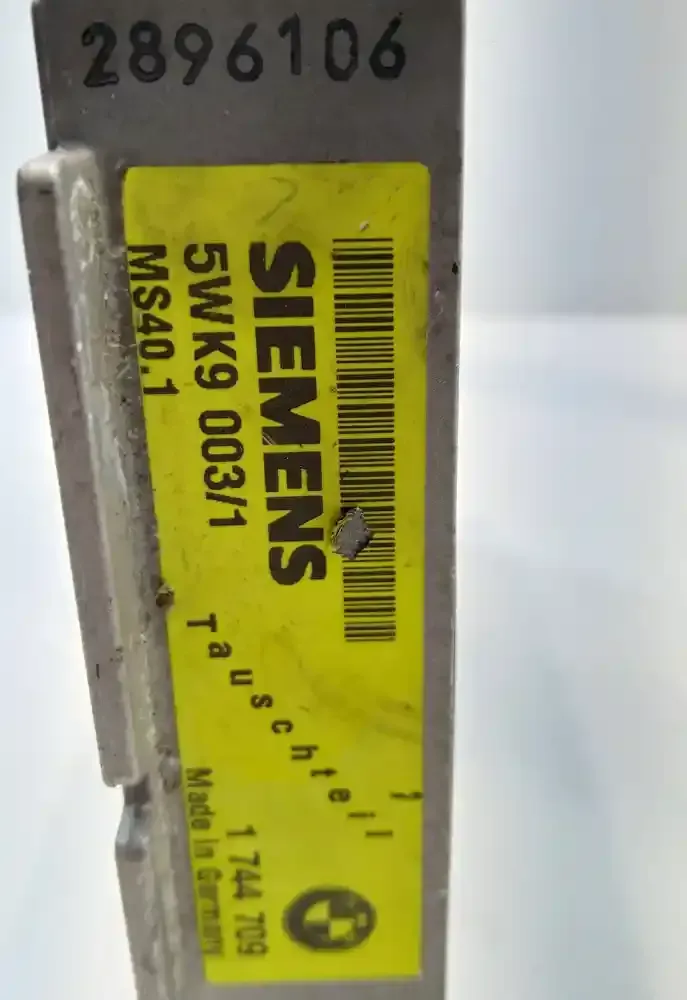 2896106
SIEMENS
5WK9 003/1
MS40.1
Tauschteil
1 744 709
Made in Germany